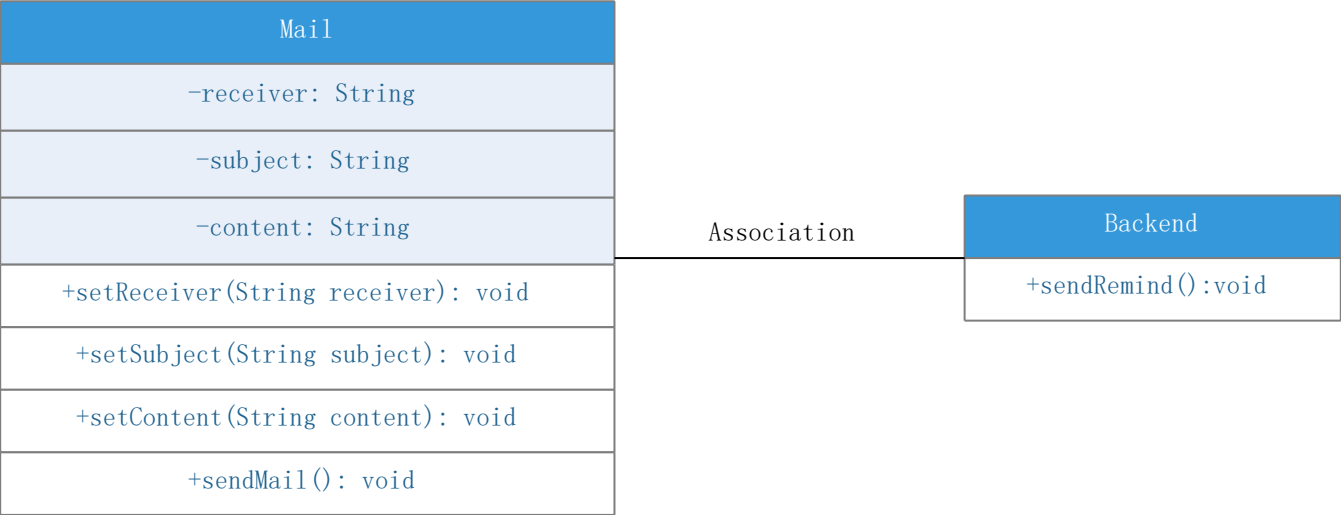 Mail
-receiver: String
-subject: String
-content: String
+setReceiver(String receiver): void
+setSubject(String subject): void
+setContent(String content): void
+sendMail(): void
Association
Backend
+sendRemind():void